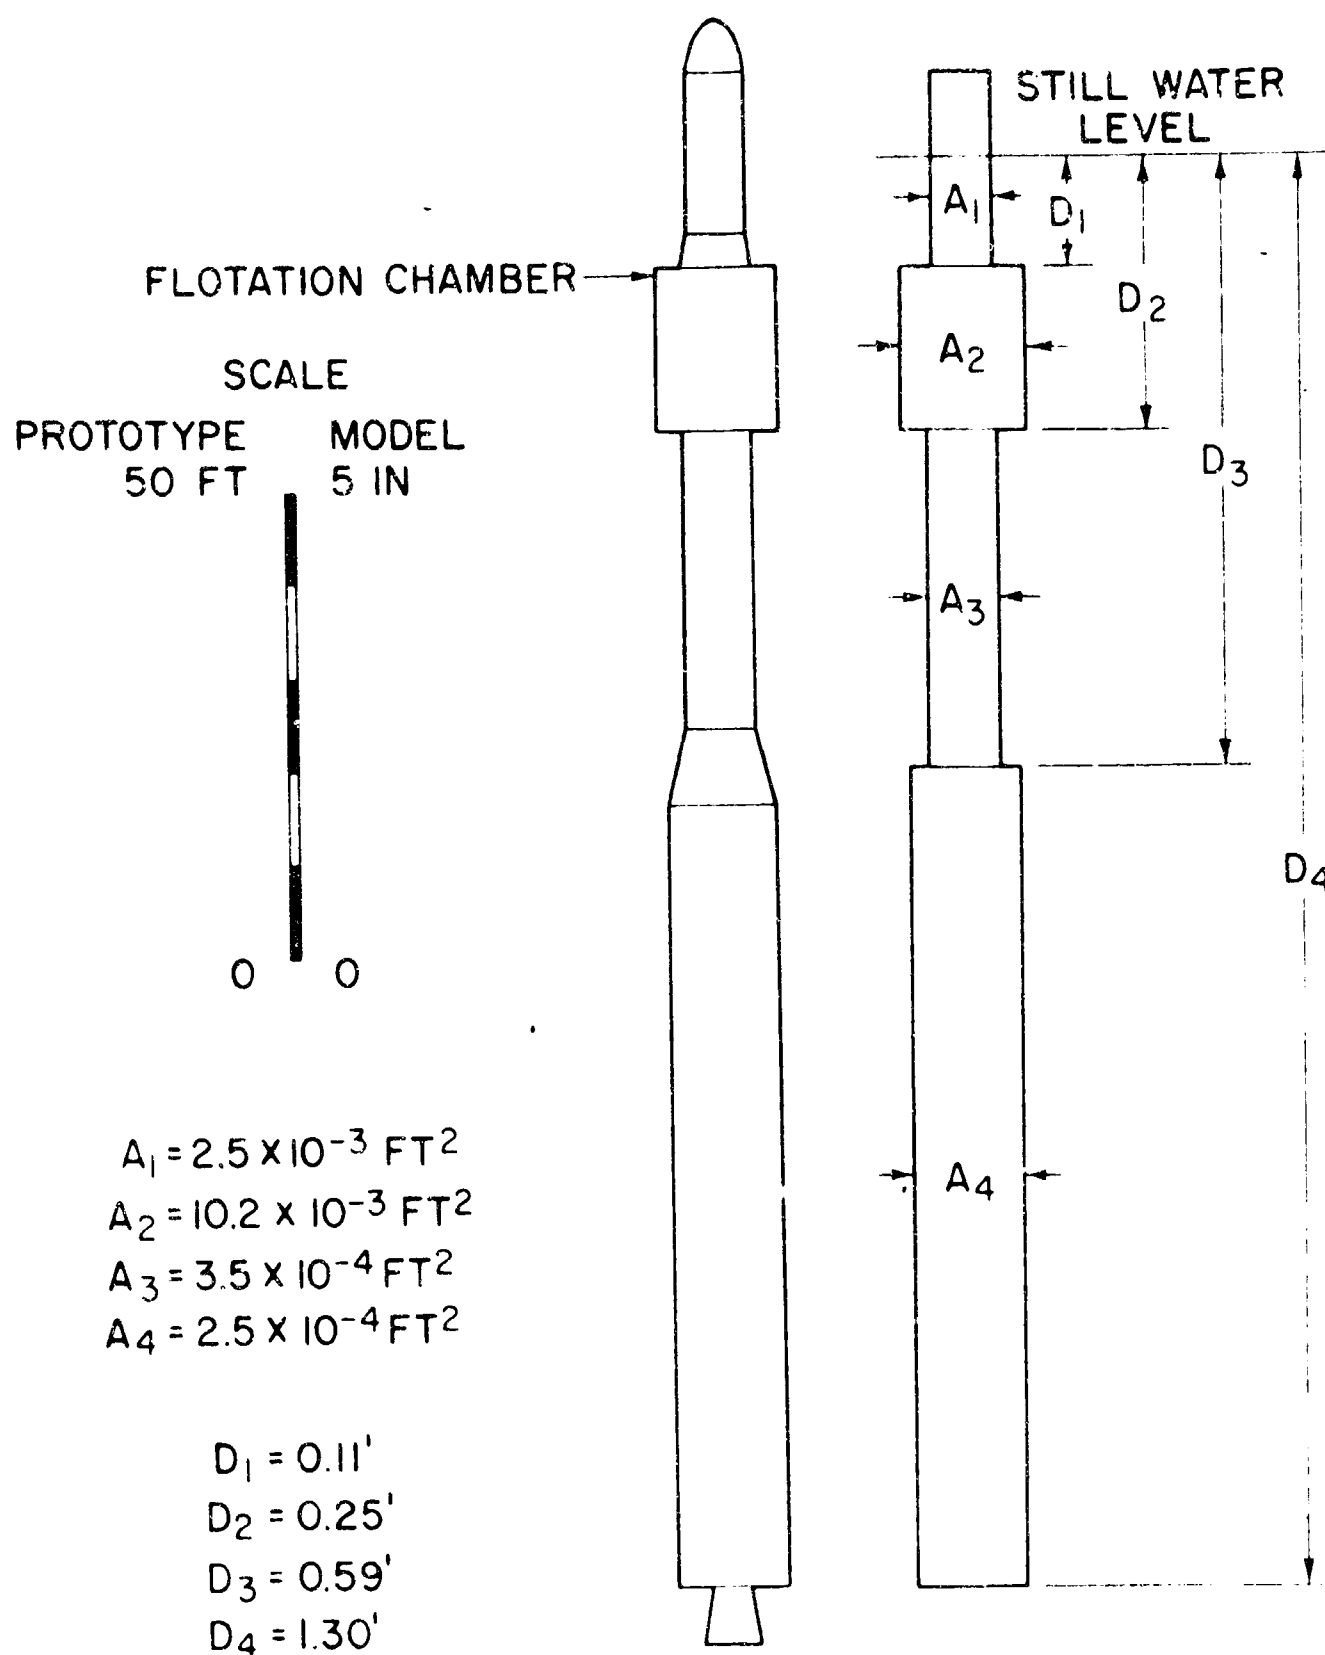 STILL WATER
LEVEL
A1
D1
FLOTATION CHAMBER
D2
A2
SCALE
PROTOTYPE MODEL
50 FT 5 IN
D3
A3
D4
0 0
A1 = 2.5 X 10-3 FT2
A4
A2 = 10.2 X 10-3 FT2
A3 = 3.5 X 10-4 FT2
A4 = 2.5 X 10-4 FT2
D1 = 0.11'
D2 = 0.25'
D3 = 0.59'
D4 = 1.30'